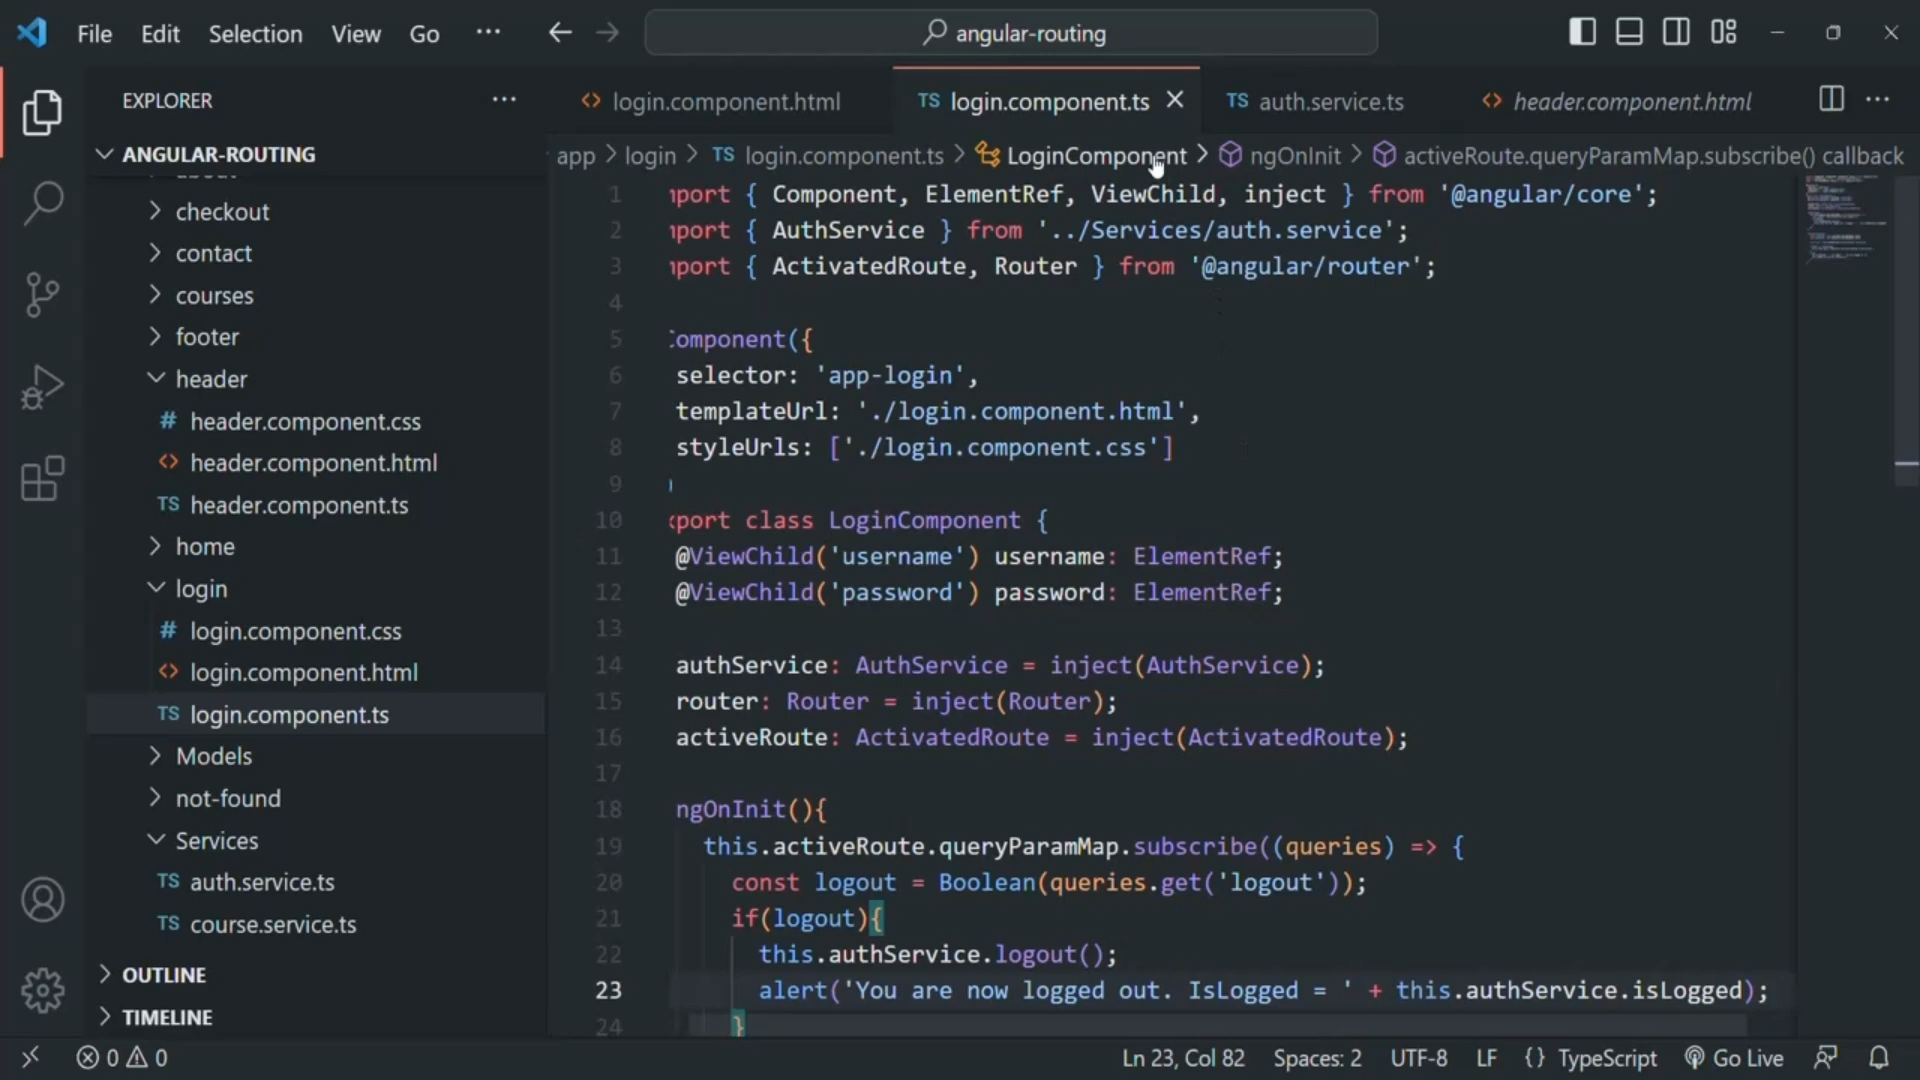 File Edit Selection View Go ··· angular-routing
EXPLORER ···
login.component.html TS login.component.ts TS auth.service.ts header.component.html ···
ANGULAR-ROUTING
app > login > TS login.component.ts > LoginComponent > ngOnInit > activeRoute.queryParamMap.subscribe() callback
checkout
contact
courses
footer
header
# header.component.css
<> header.component.html
TS header.component.ts
home
login
# login.component.css
<> login.component.html
TS login.component.ts
Models
not-found
Services
TS auth.service.ts
TS course.service.ts
OUTLINE
TIMELINE
1 mport { Component, ElementRef, ViewChild, inject } from '@angular/core';
2 mport { AuthService } from '../Services/auth.service';
3 mport { ActivatedRoute, Router } from '@angular/router';
4
5 Component({
6 selector: 'app-login',
7 templateUrl: './login.component.html',
8 styleUrls: ['./login.component.css']
9 )
10 xport class LoginComponent {
11 @ViewChild('username') username: ElementRef;
12 @ViewChild('password') password: ElementRef;
13
14 authService: AuthService = inject(AuthService);
15 router: Router = inject(Router);
16 activeRoute: ActivatedRoute = inject(ActivatedRoute);
17
18 ngOnInit(){
19 this.activeRoute.queryParamMap.subscribe((queries) => {
20 const logout = Boolean(queries.get('logout'));
21 if(logout){
22 this.authService.logout();
23 alert('You are now logged out. IsLogged = ' + this.authService.isLogged);
24 }
0 0 Ln 23, Col 82 Spaces: 2 UTF-8 LF {} TypeScript Go Live